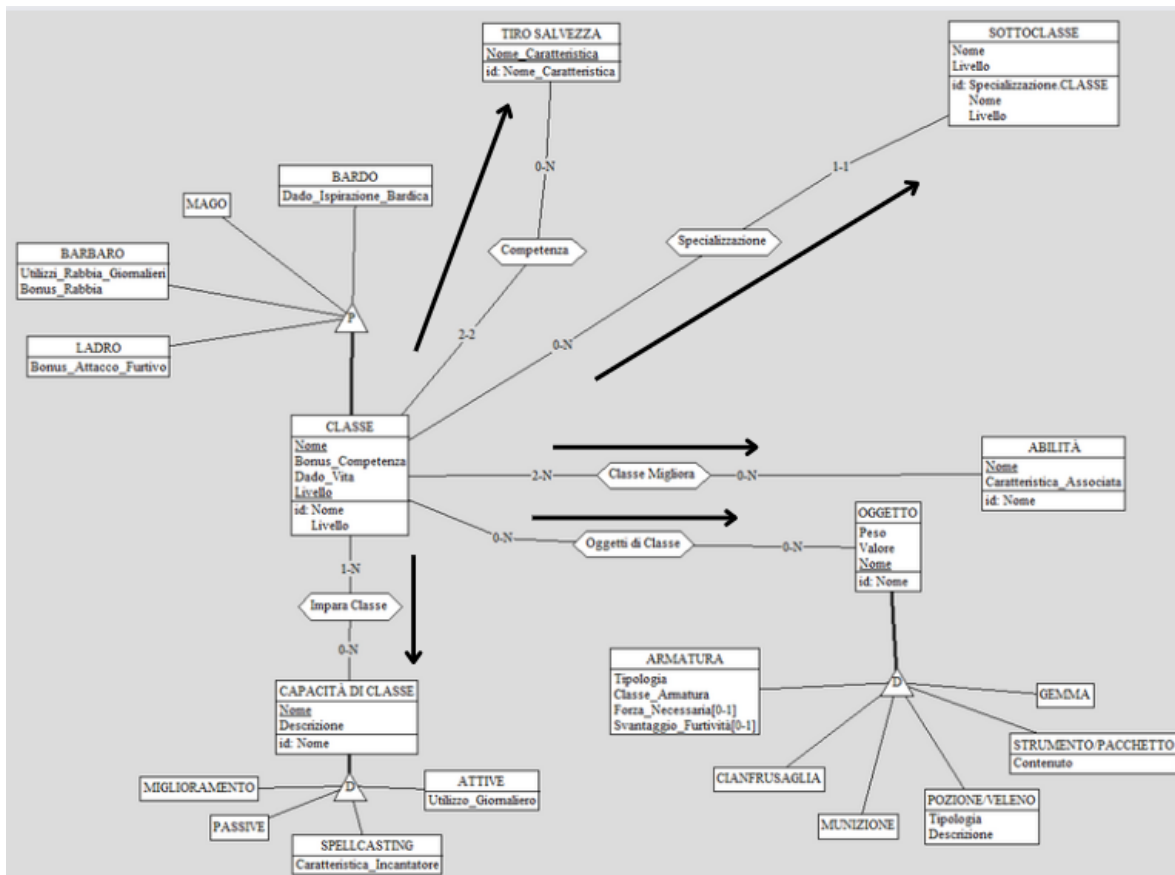 TIRO SALVEZZA
Nome_Caratteristica
id: Nome_Caratteristica
SOTTOCLASSE
Nome
Livello
id: Specializzazione.CLASSE
Nome
Livello
0-N
1-1
BARDO
Dado_Ispirazione_Bardica
MAGO
Competenza
Specializzazione
BARBARO
Utilizzi_Rabbia_Giornalieri
Bonus_Rabbia
P
2-2
0-N
LADRO
Bonus_Attacco_Furtivo
CLASSE
Nome
Bonus_Competenza
Dado_Vita
Livello
id: Nome
Livello
2-N
Classe Migliora
0-N
ABILITÀ
Nome
Caratteristica_Associata
id: Nome
0-N
Oggetti di Classe
0-N
OGGETTO
Peso
Valore
Nome
id: Nome
1-N
Impara Classe
0-N
CAPACITÀ DI CLASSE
Nome
Descrizione
id: Nome
ARMATURA
Tipologia
Classe_Armatura
Forza_Necessaria[0-1]
Svantaggio_Furtività[0-1]
D
GEMMA
STRUMENTO/PACCHETTO
Contenuto
CIANFRUSAGLIA
MUNIZIONE
POZIONE/VELENO
Tipologia
Descrizione
MIGLIORAMENTO
D
ATTIVE
Utilizzo_Giornaliero
PASSIVE
SPELLCASTING
Caratteristica_Incantatore